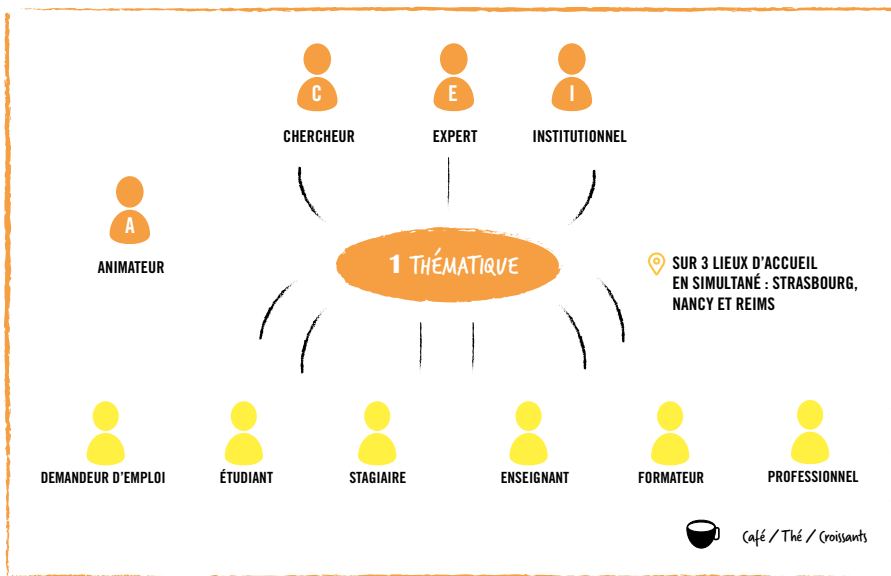 C
E
I
CHERCHEUR
EXPERT
INSTITUTIONNEL
A
ANIMATEUR
1 THÉMATIQUE
SUR 3 LIEUX D'ACCUEIL
EN SIMULTANÉ : STRASBOURG,
NANCY ET REIMS
DEMANDEUR D'EMPLOI
ÉTUDIANT
STAGIAIRE
ENSEIGNANT
FORMATEUR
PROFESSIONNEL
Café / Thé / Croissants